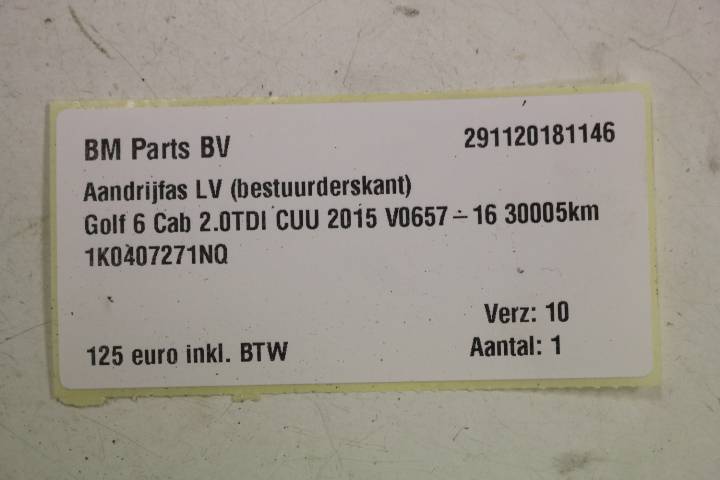 BM Parts BV 291120181146
Aandrijfas LV (bestuurderskant)
Golf 6 Cab 2.0TDI CUU 2015 V0657-16 30005km
1K0407271NQ
Verz: 10
125 euro inkl. BTW Aantal: 1